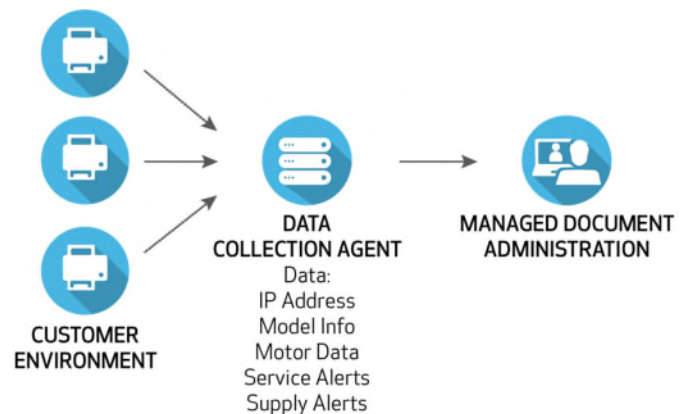 DATA
COLLECTION AGENT
Data:
IP Address
Model Info
Motor Data
Service Alerts
Supply Alerts
MANAGED DOCUMENT
ADMINISTRATION
CUSTOMER
ENVIRONMENT